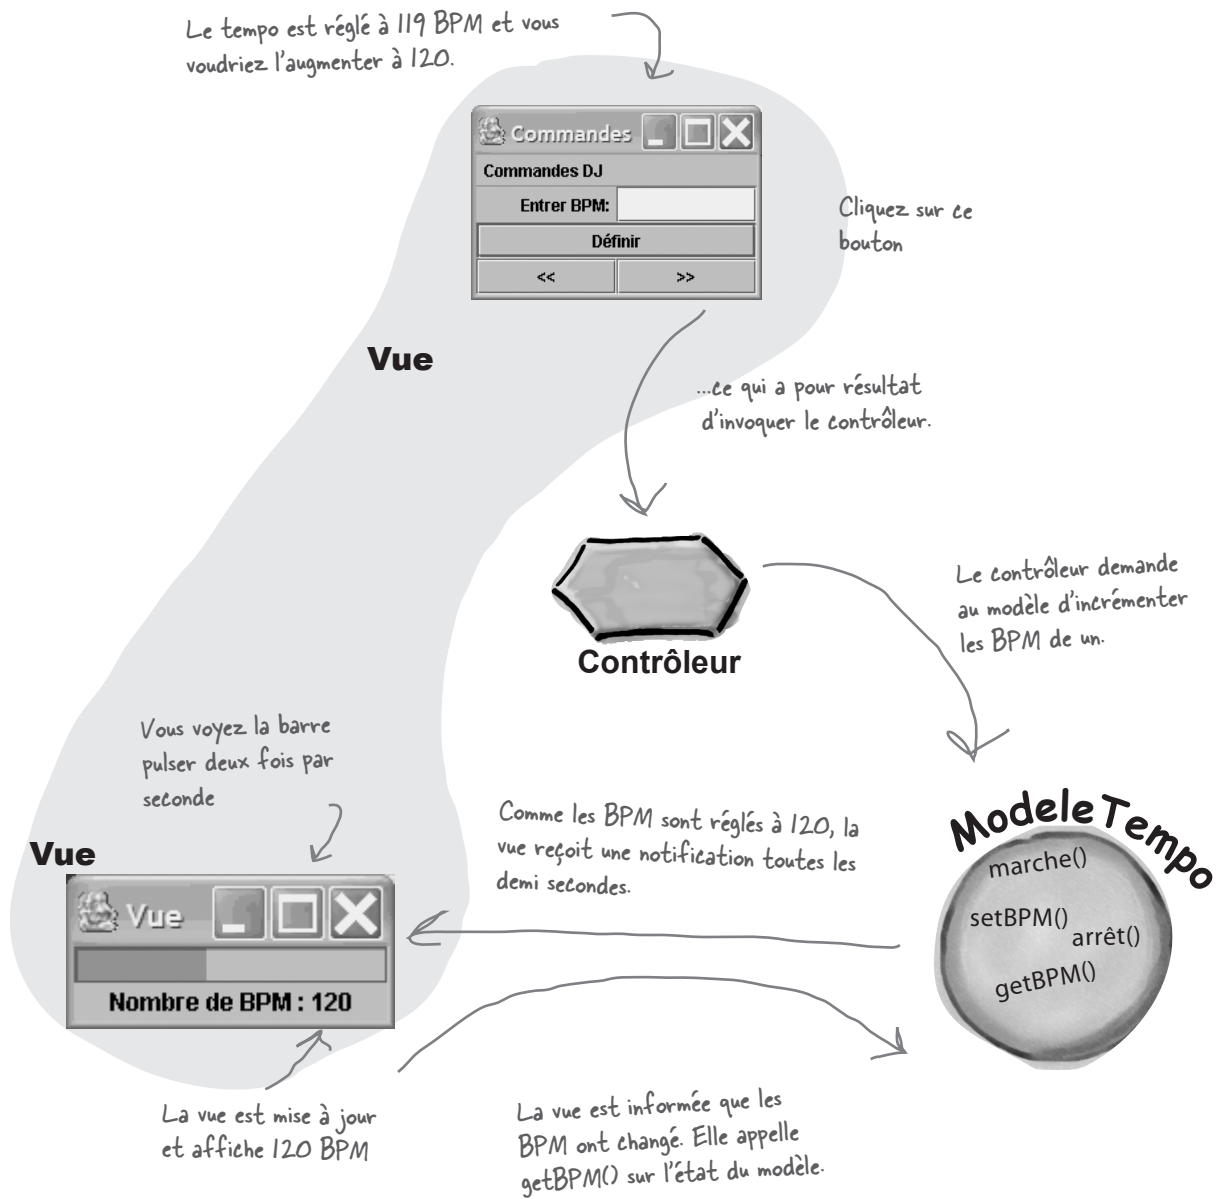 Le tempo est réglé à 119 BPM et vous
voudriez l'augmenter à 120.
Commandes
Commandes DJ
Entrer BPM:
Définir
<< >>
Cliquez sur ce
bouton
Vue
...ce qui a pour résultat
d'invoquer le contrôleur.
Contrôleur
Le contrôleur demande
au modèle d'incrémenter
les BPM de un.
Vous voyez la barre
pulser deux fois par
seconde
Vue
Vue
Nombre de BPM : 120
Comme les BPM sont réglés à 120, la
vue reçoit une notification toutes les
demi secondes.
ModeleTempo
marche()
setBPM()
arrêt()
getBPM()
La vue est mise à jour
et affiche 120 BPM
La vue est informée que les
BPM ont changé. Elle appelle
getBPM() sur l'état du modèle.